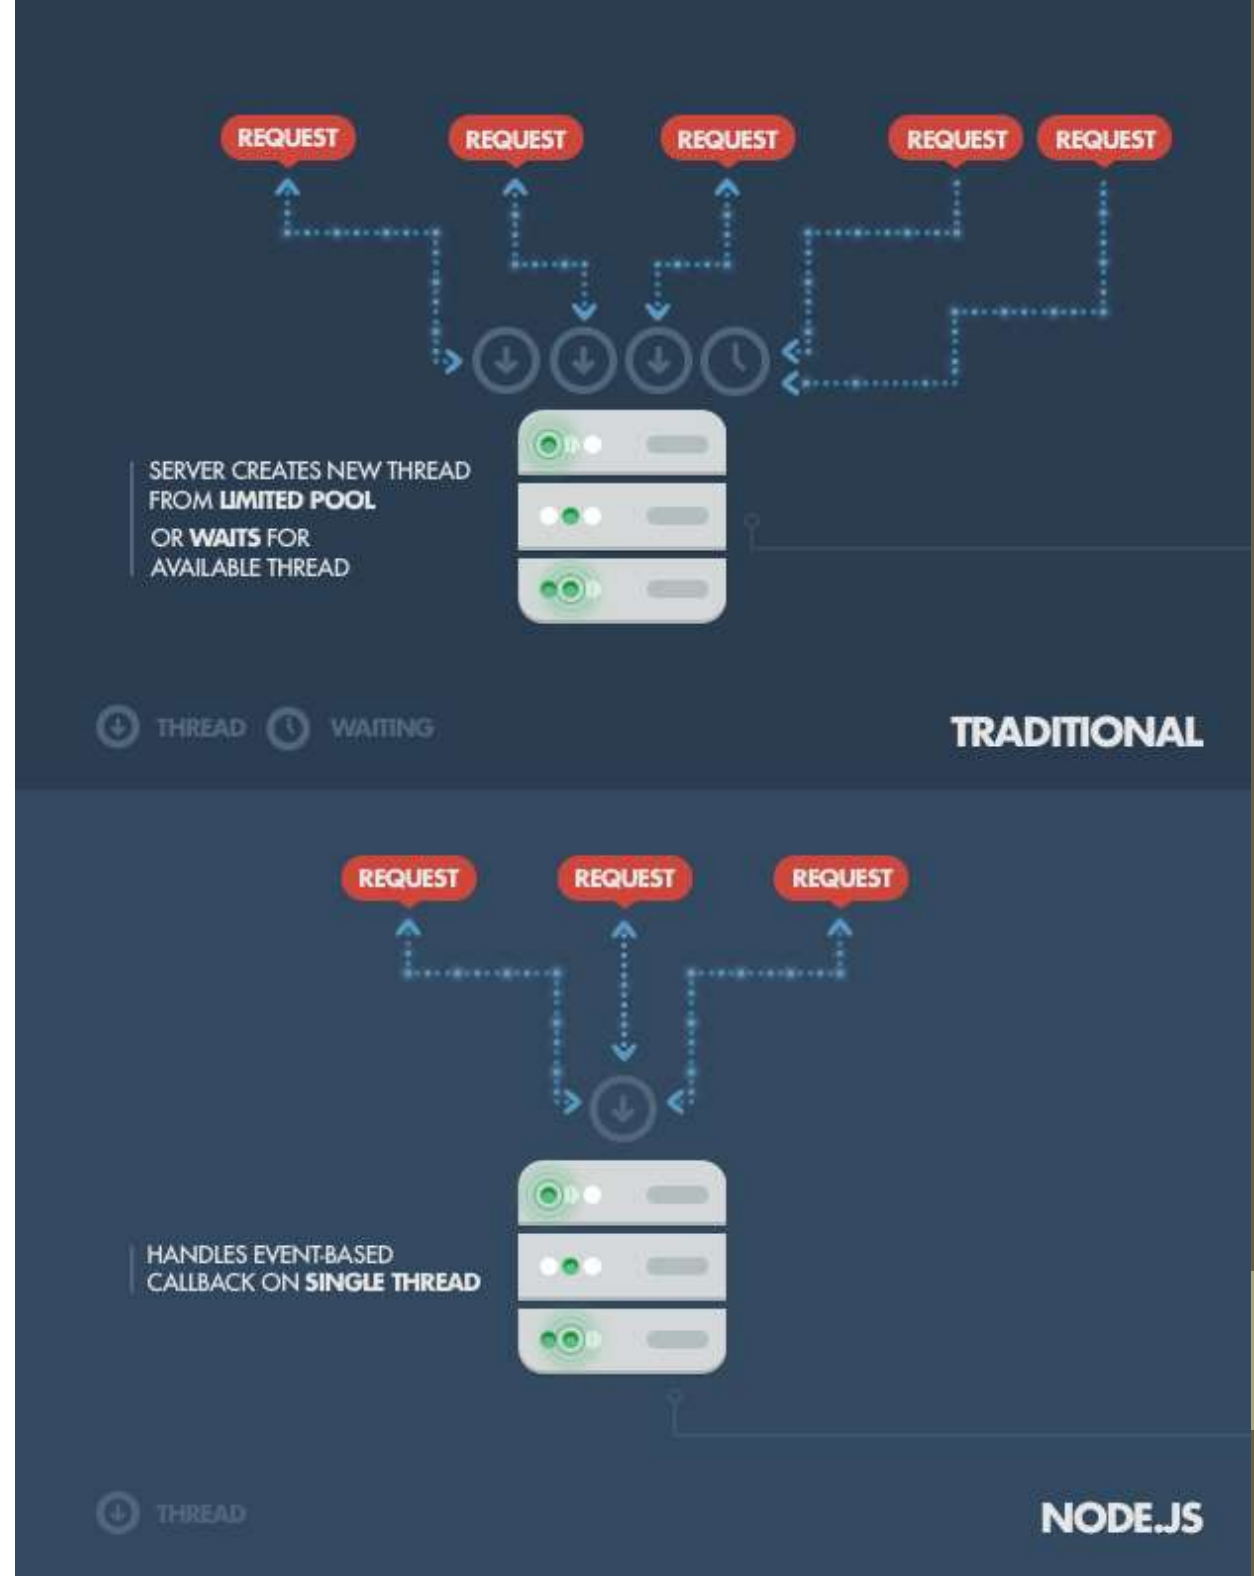 REQUEST REQUEST REQUEST REQUEST REQUEST
SERVER CREATES NEW THREAD
FROM LIMITED POOL
OR WAITS FOR
AVAILABLE THREAD
THREAD WAITING
TRADITIONAL
REQUEST REQUEST REQUEST
HANDLES EVENT-BASED
CALLBACK ON SINGLE THREAD
THREAD
NODE.JS